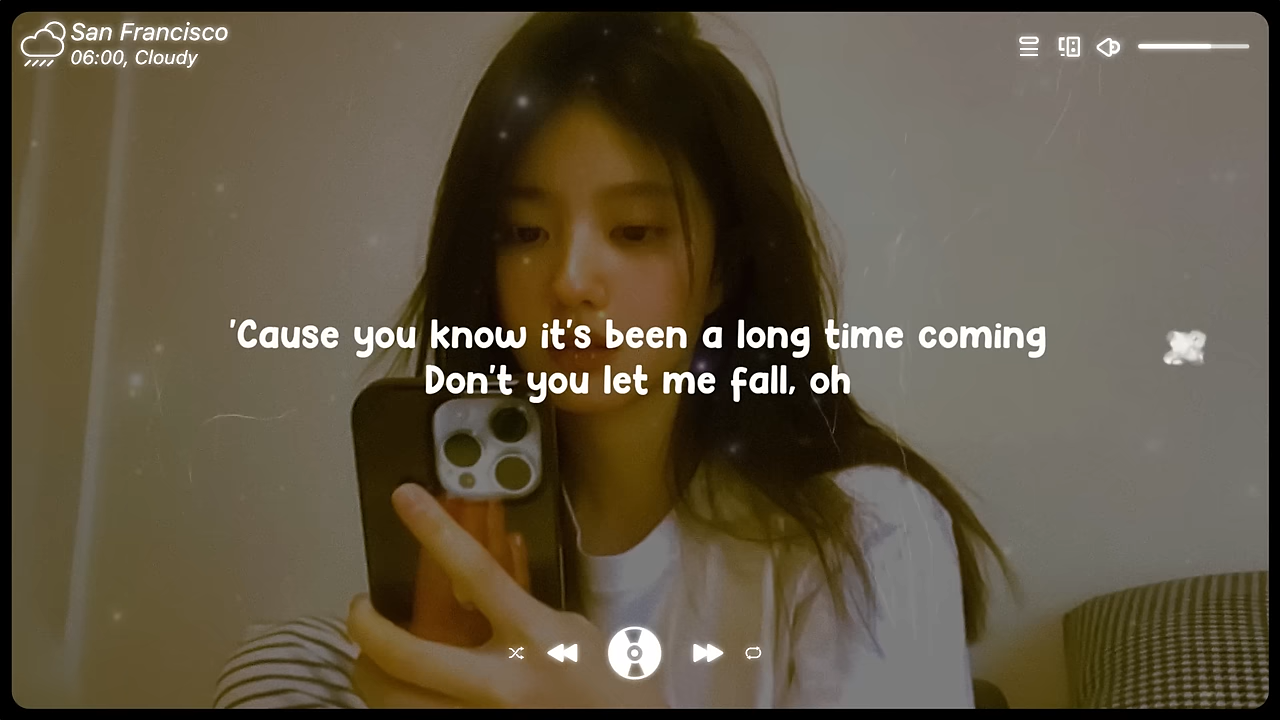 San Francisco
06:00, Cloudy
'Cause you know it's been a long time coming
Don't you let me fall, oh